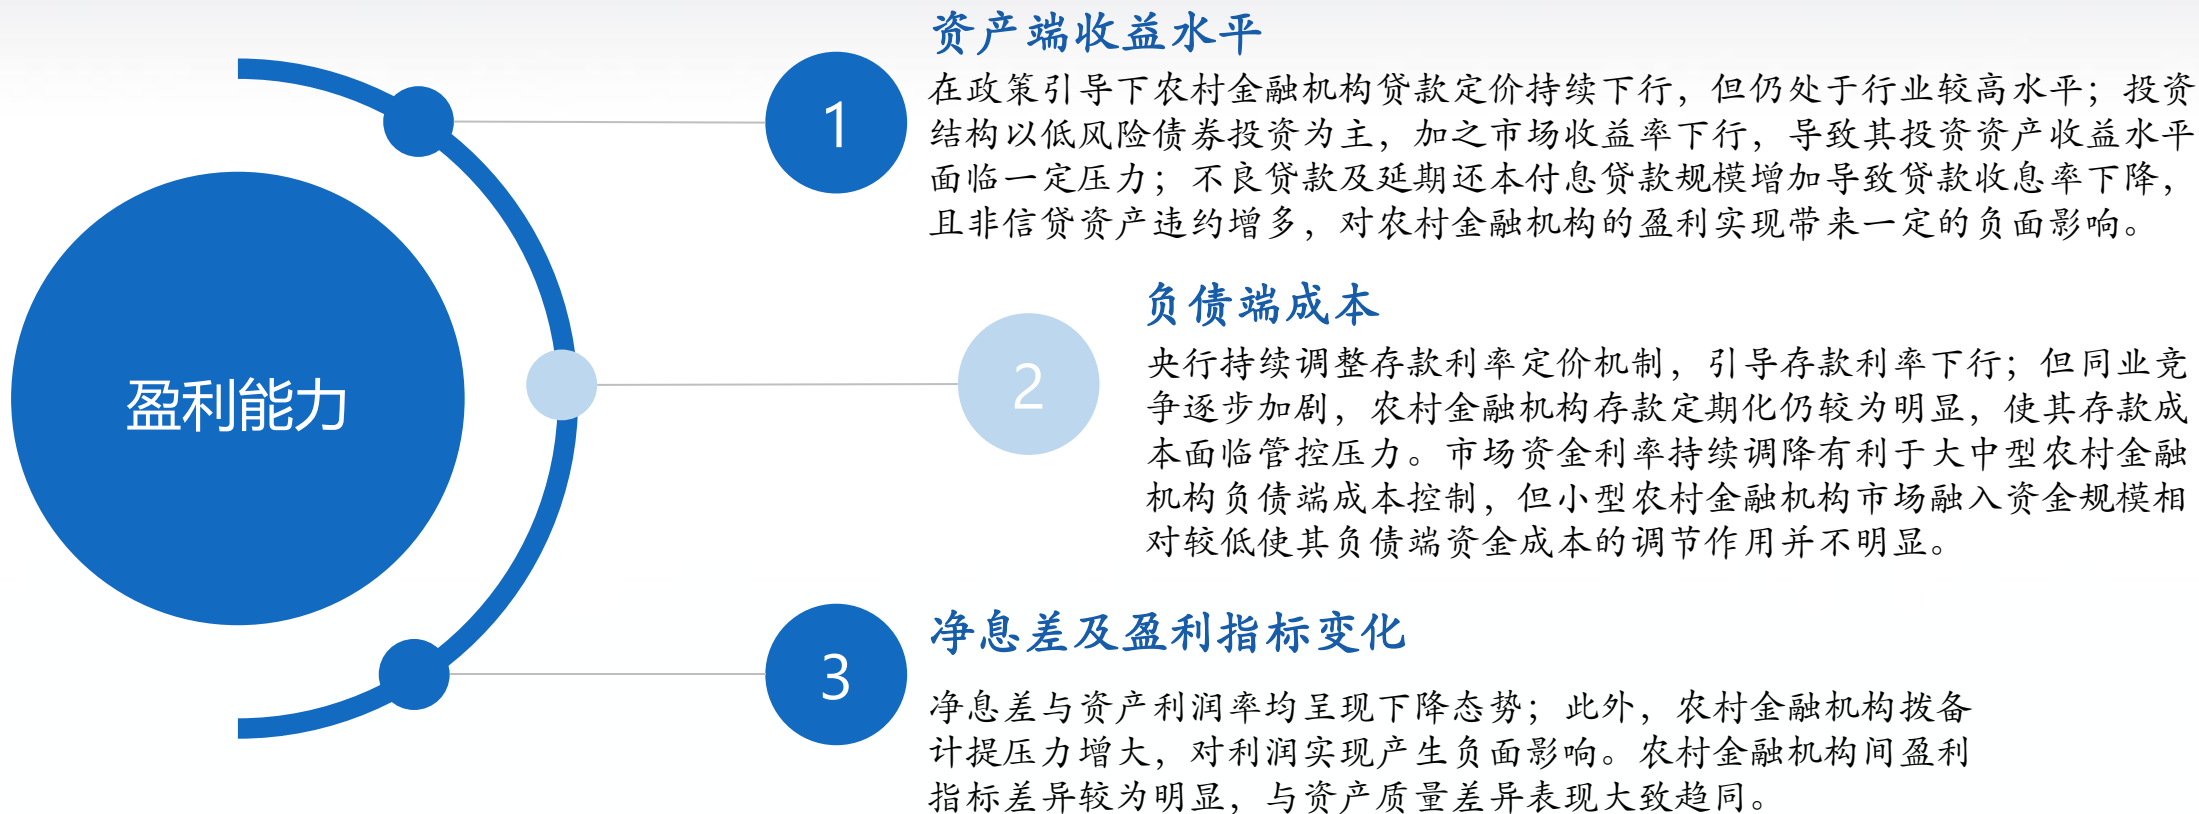 盈利能力
1
资产端收益水平
在政策引导下农村金融机构贷款定价持续下行，但仍处于行业较高水平；投资
结构以低风险债券投资为主，加之市场收益率下行，导致其投资资产收益水平
面临一定压力；不良贷款及延期还本付息贷款规模增加导致贷款收息率下降，
且非信贷资产违约增多，对农村金融机构的盈利实现带来一定的负面影响。
2
负债端成本
央行持续调整存款利率定价机制，引导存款利率下行；但同业竞
争逐步加剧，农村金融机构存款定期化仍较为明显，使其存款成
本面临管控压力。市场资金利率持续调降有利于大中型农村金融
机构负债端成本控制，但小型农村金融机构市场融入资金规模相
对较低使其负债端资金成本的调节作用并不明显。
3
净息差及盈利指标变化
净息差与资产利润率均呈现下降态势；此外，农村金融机构拨备
计提压力增大，对利润实现产生负面影响。农村金融机构间盈利
指标差异较为明显，与资产质量差异表现大致趋同。